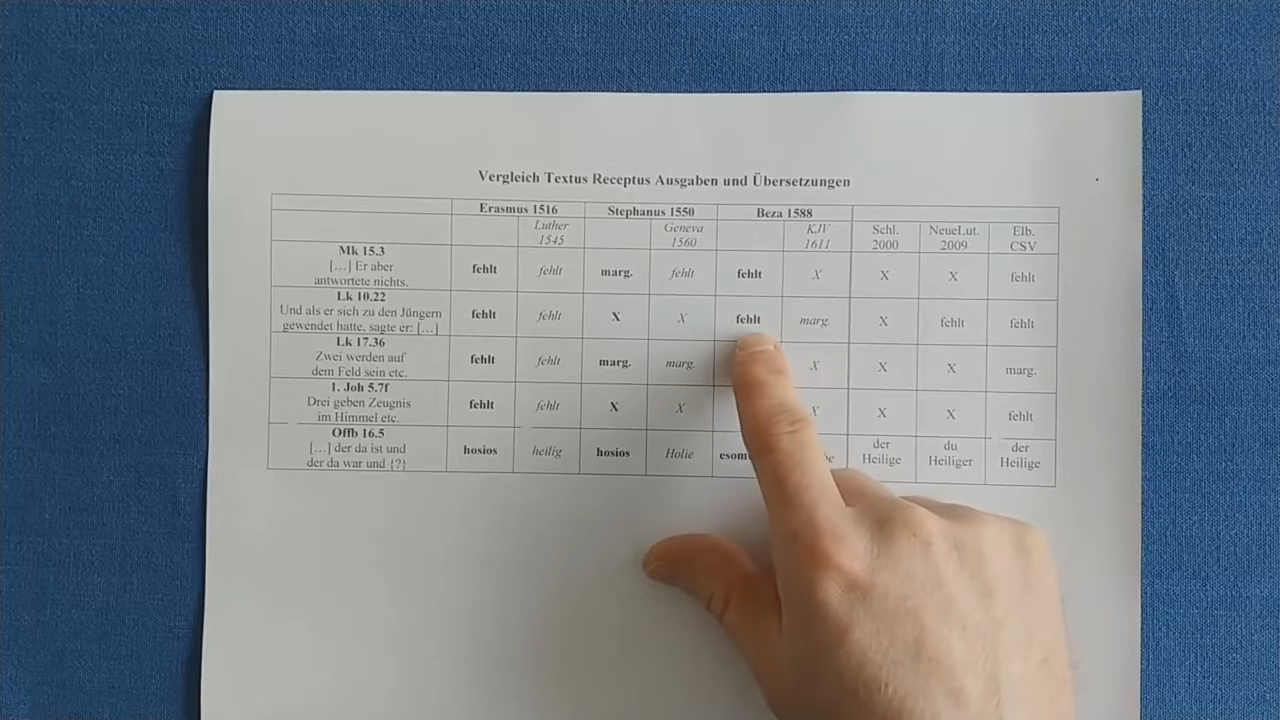 Vergleich Textus Receptus Ausgaben und Übersetzungen
Erasmus 1516 Stephanus 1550 Beza 1588
Luther 1545 Geneva 1560 KJV 1611 Schl. 2000 NeueLut. 2009 Elb. CSV
Mk 15.3
[…] Er aber
antwortete nichts.
fehlt fehlt marg. fehlt fehlt X X X fehlt
Lk 10.22
Und als er sich zu den Jüngern
gewendet hatte, sagte er: […]
fehlt fehlt X X fehlt marg. X fehlt fehlt
Lk 17.36
Zwei werden auf
dem Feld sein etc.
fehlt fehlt marg. marg. X X X marg.
1. Joh 5.7f
Drei geben Zeugnis
im Himmel etc.
fehlt fehlt X X X X X fehlt
Offb 16.5
[…] der da ist und
der da war und {?}
hosios heilig hosios Holie der Heilige du Heiliger der Heilige